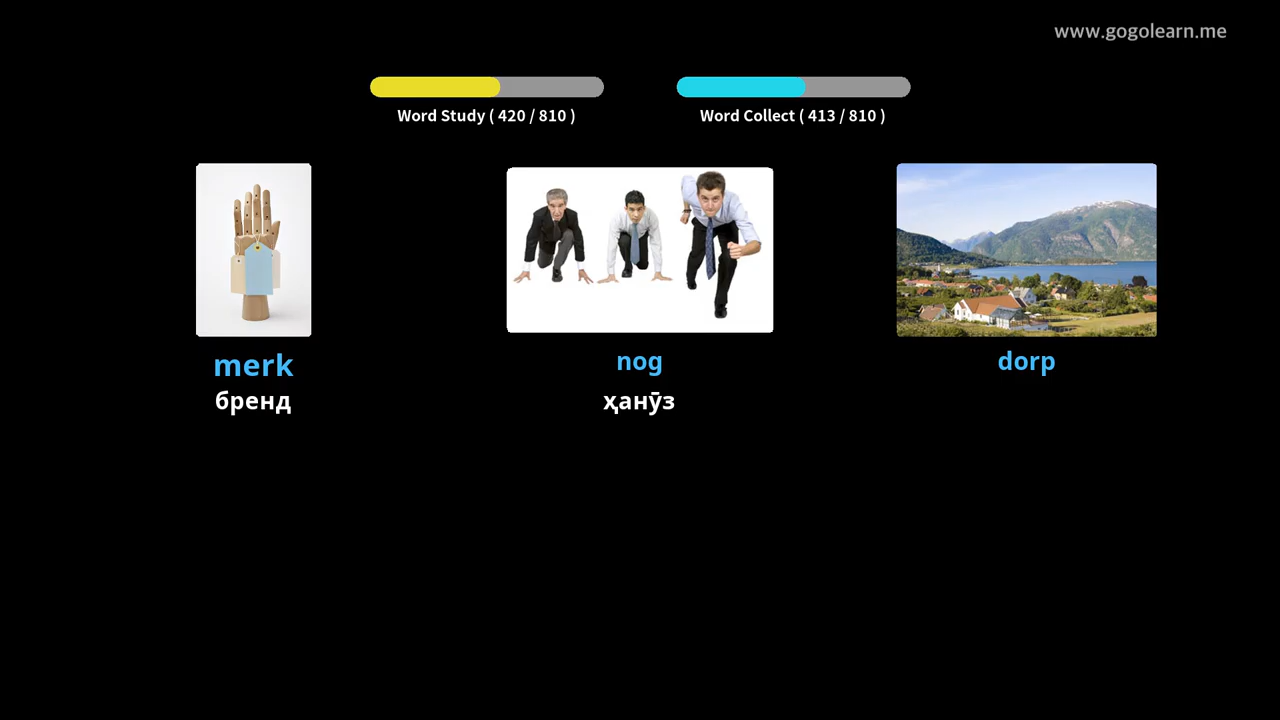 www.gogolearn.me
Word Study ( 420 / 810 )
Word Collect ( 413 / 810 )
merk
бренд
nog
ҳанӯз
dorp